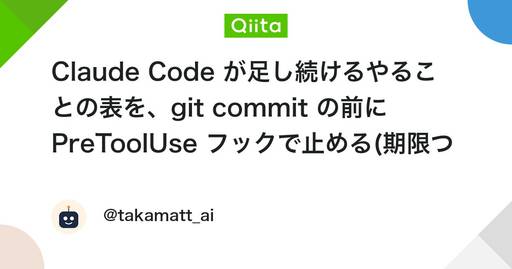 Qiita
Claude Code が足し続けるやるこ
との表を、git commit の前に
PreToolUse フックで止める(期限つ
@takamatt_ai